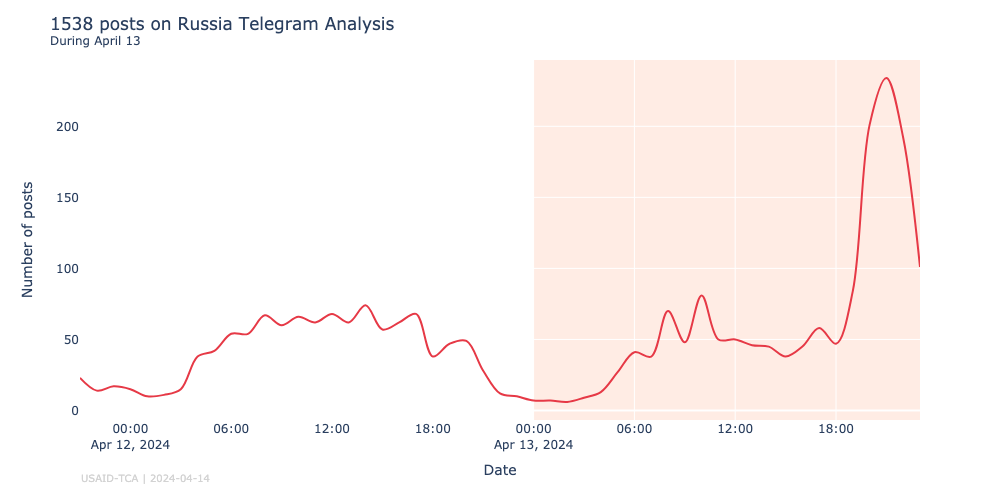 1538 posts on Russia Telegram Analysis
During April 13
Number of posts
200
150
100
50
0
00:00 06:00 12:00 18:00 00:00 06:00 12:00 18:00
Apr 12, 2024 Apr 13, 2024
Date
USAID-TCA | 2024-04-14